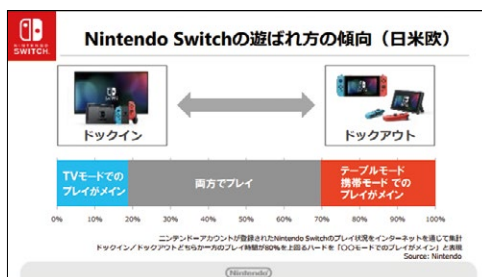 NINTENDO
SWITCH
Nintendo Switchの遊ばれ方の傾向（日米欧）
ドックイン
ドックアウト
TVモードでの
プレイがメイン
両方でプレイ
テーブルモード
携帯モード での
プレイがメイン
0% 10% 20% 30% 40% 50% 60% 70% 80% 90% 100%
ニンテンドーアカウントが登録されたNintendo Switchのプレイ状況をインターネットを通じて集計
ドックイン／ドックアウトどちらか一方のプレイ時間が80%を上回るハードを「〇〇モードでのプレイがメイン」と表現
Source: Nintendo
Nintendo